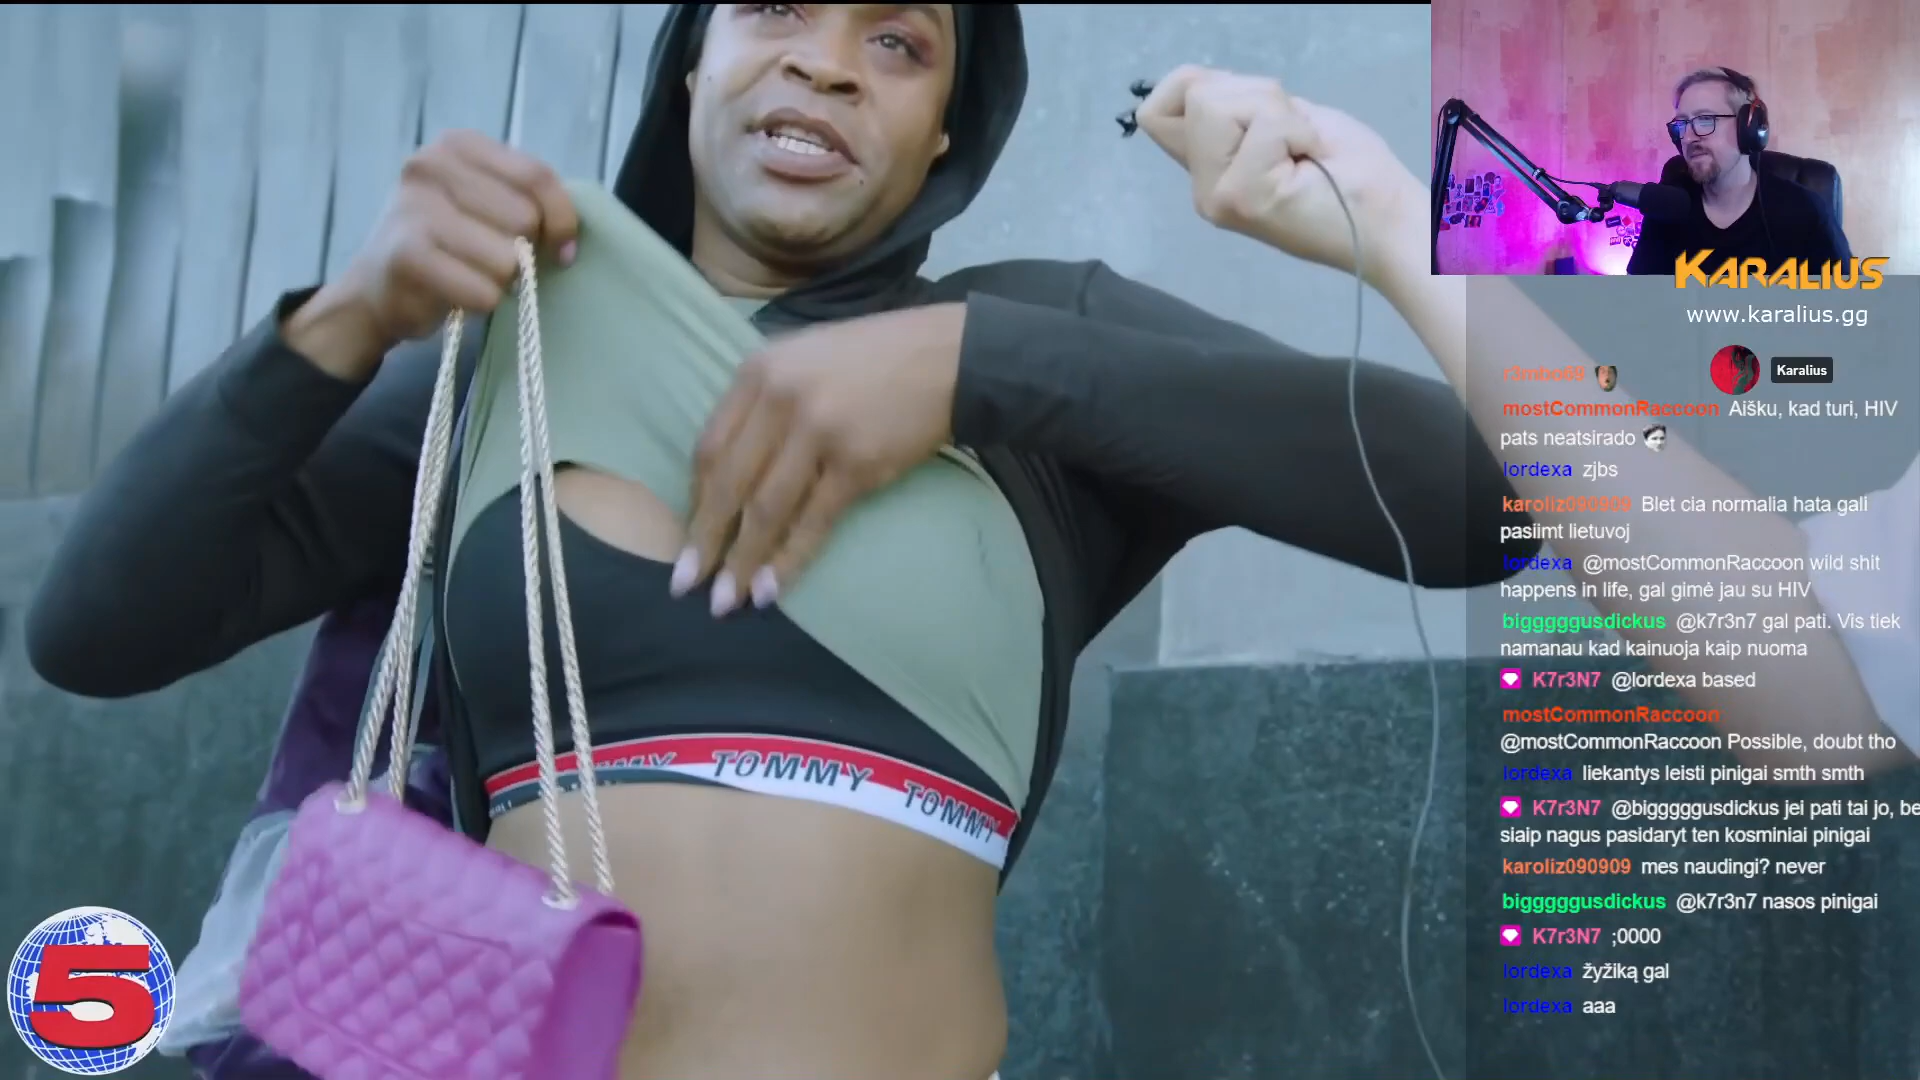 KARALIUS
www.karalius.gg
Karalius
r3mbo69
mostCommonRaccoon Aišku, kad turi, HIV
pats neatsirado
lordexa zjbs
karoliz090909 Blet cia normalia hata gali
pasiimt lietuvoj
lordexa @mostCommonRaccoon wild shit
happens in life, gal gimė jau su HIV
bigggggusdickus @k7r3n7 gal pati. Vis tiek
namanau kad kainuoja kaip nuoma
K7r3N7 @lordexa based
mostCommonRaccoon
@mostCommonRaccoon Possible, doubt tho
lordexa liekantys leisti pinigai smth smth
K7r3N7 @bigggggusdickus jei pati tai jo, be
siaip nagus pasidaryt ten kosminiai pinigai
karoliz090909 mes naudingi? never
bigggggusdickus @k7r3n7 nasos pinigai
K7r3N7 ;0000
lordexa žyžiką gal
lordexa aaa
TOMMY TOMMY
5